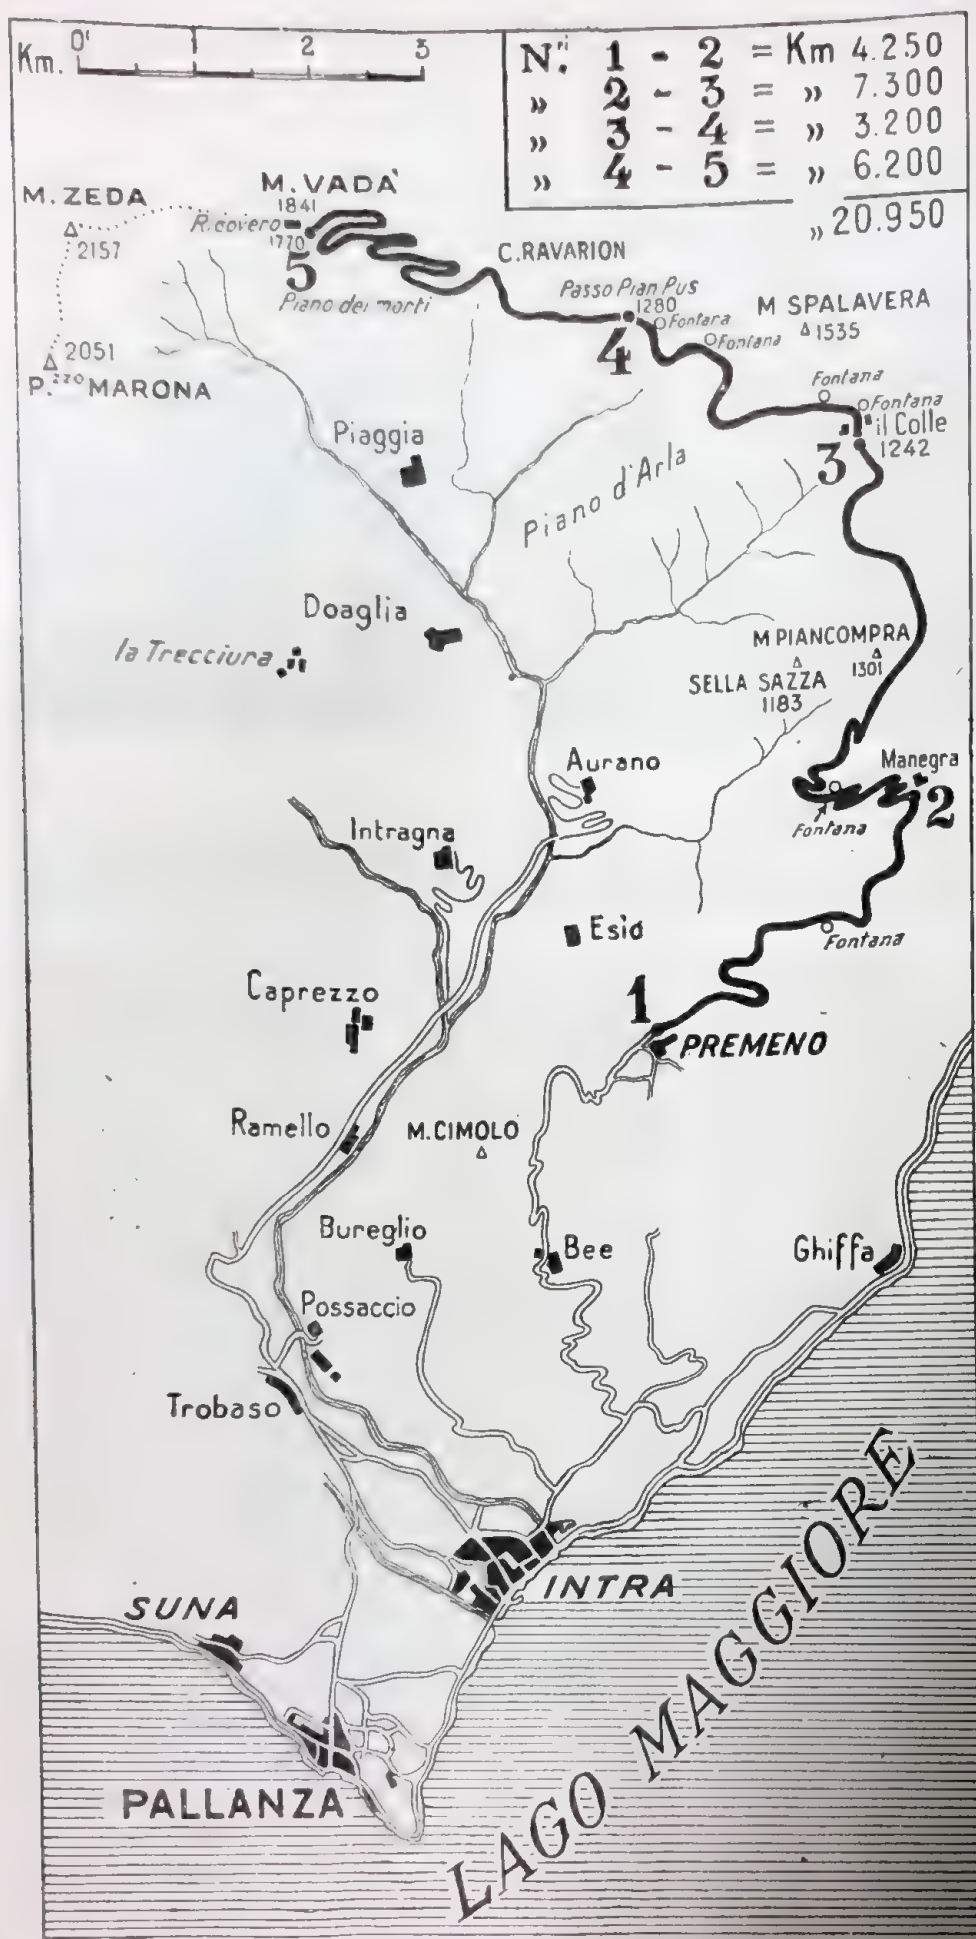 Km. 0 1 2 3
N.ri 1 - 2 = Km 4.250
„ 2 - 3 = „ 7.300
„ 3 - 4 = „ 3.200
„ 4 - 5 = „ 6.200
„ 20.950
M. ZEDA
2157
M. VADA'
1841
R. covero
1770
5
Piano dei morti
C. RAVARION
Passo Pian Pus
1280
Fontana
4
Fontana
M SPALAVERA
1535
2051
P.zzo MARONA
Fontana
Fontana
il Colle
1242
3
Piaggia
Piano d'Arla
Doaglia
la Trecciura
M PIANCOMPRA
1301
SELLA SAZZA
1183
Aurano
Manegra
2
Fontana
Intragna
Esìo
Fontana
Caprezzo
1
PREMENO
Ramello
M. CIMOLO
Bureglio
Bee
Ghiffa
Possaccio
Trobaso
INTRA
SUNA
PALLANZA
LAGO MAGGIORE